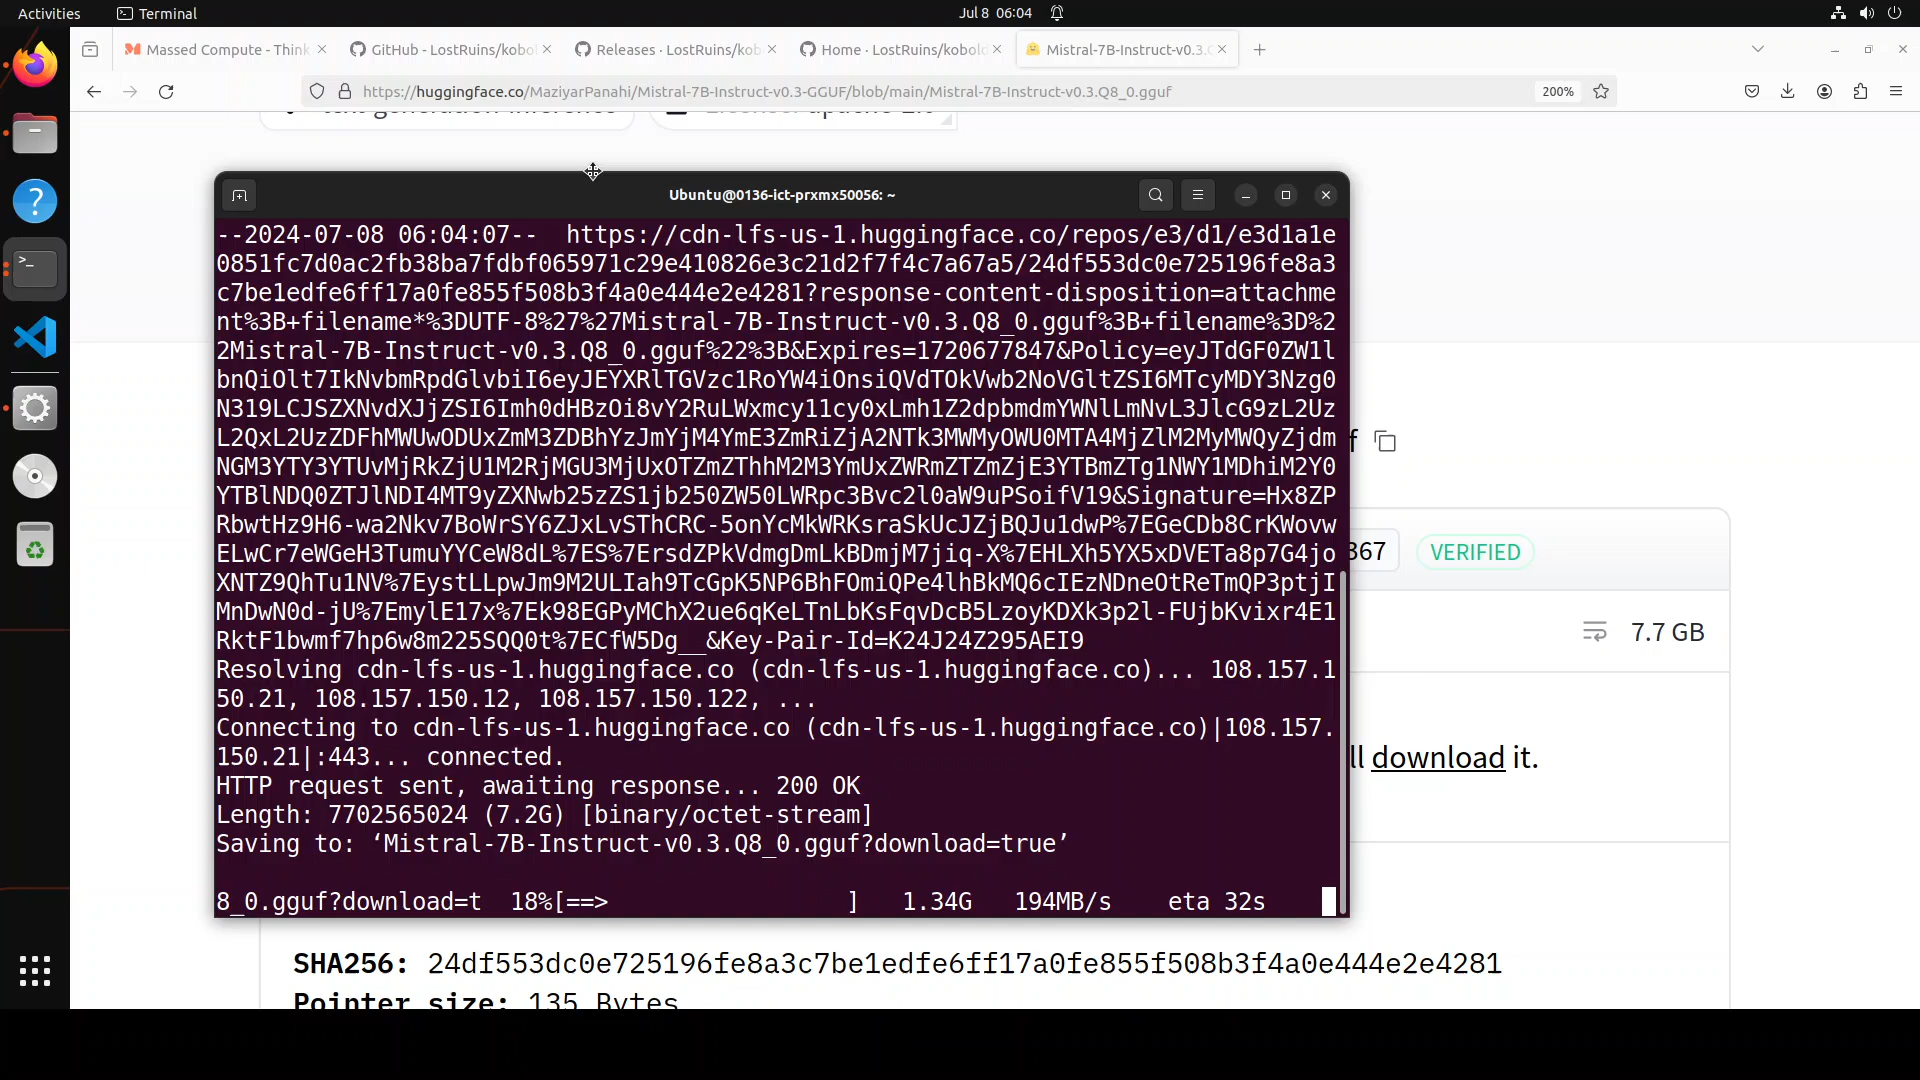 Activities
Terminal
Jul 8 06:04
Massed Compute - Think
GitHub - LostRuins/kobol
Releases · LostRuins/kob
Home · LostRuins/kobold
Mistral-7B-Instruct-v0.3.G
https://huggingface.co/MaziyarPanahi/Mistral-7B-Instruct-v0.3-GGUF/blob/main/Mistral-7B-Instruct-v0.3.Q8_0.gguf
200%
Ubuntu@0136-ict-prxmx50056: ~
--2024-07-08 06:04:07-- https://cdn-lfs-us-1.huggingface.co/repos/e3/d1/e3d1a1e
0851fc7d0ac2fb38ba7fdbf065971c29e410826e3c21d2f7f4c7a67a5/24df553dc0e725196fe8a3
c7be1edfe6ff17a0fe855f508b3f4a0e444e2e4281?response-content-disposition=attachme
nt%3B+filename*%3DUTF-8%27%27Mistral-7B-Instruct-v0.3.Q8_0.gguf%3B+filename%3D%2
2Mistral-7B-Instruct-v0.3.Q8_0.gguf%22%3B&Expires=1720677847&Policy=eyJTdGF0ZW1l
bnQiOlt7IkNvbmRpdGlvbiI6eyJEYXRlTGVzc1RoYW4iOnsiQVdTOkVwb2NoVGltZSI6MTcyMDY3Nzg0
N319LCJSZXNvdXJjZSI6Imh0dHBzOi8vY2RuLWxmcy11cy0xLmh1Z2dpbmdmYWNlLmNvL3JlcG9zL2Uz
L2QxL2UzZDFhMWUwODUxZmM3ZDBhYzJmYjM4YmE3ZmRiZjA2NTk3MWMyOWU0MTA4MjZlM2MyMWQyZjdm
NGM3YTY3YTUvMjRkZjU1M2RjMGU3MjUxOTZmZThhM2M3YmUxZWRmZTZmZjE3YTBmZTg1NWY1MDhiM2Y0
YTBlNDQ0ZTJlNDI4MT9yZXNwb25zZS1jb250ZW50LWRpc3Bvc2l0aW9uPSoifV19&Signature=Hx8ZP
RbwtHz9H6-wa2Nkv7BoWrSY6ZJxLvSThCRC-5onYcMkWRKsraSkUcJZjBQJu1dwP%7EGeCDb8CrKWovw
ELwCr7eWGeH3TumuYYCeW8dL%7ES%7ErsdZPkVdmgDmLkBDmjM7jiq-X%7EHLXh5YX5xDVETa8p7G4jo
XNTZ9QhTu1NV%7EystLLpwJm9M2ULIah9TcGpK5NP6BhFOmiQPe4lhBkMQ6cIEzNDneOtReTmQP3ptjI
MnDwN0d-jU%7EmylE17x%7Ek98EGPyMChX2ue6qKeLTnLbKsFqvDcB5LzoyKDXk3p2l-FUjbKvixr4E1
RktF1bwmf7hp6w8m225SQQ0t%7ECfW5Dg__&Key-Pair-Id=K24J24Z295AEI9
Resolving cdn-lfs-us-1.huggingface.co (cdn-lfs-us-1.huggingface.co)... 108.157.1
50.21, 108.157.150.12, 108.157.150.122, ...
Connecting to cdn-lfs-us-1.huggingface.co (cdn-lfs-us-1.huggingface.co)|108.157.
150.21|:443... connected.
HTTP request sent, awaiting response... 200 OK
Length: 7702565024 (7.2G) [binary/octet-stream]
Saving to: ‘Mistral-7B-Instruct-v0.3.Q8_0.gguf?download=true’
8_0.gguf?download=t 18%[==> ] 1.34G 194MB/s eta 32s
f
367
VERIFIED
7.7 GB
ll download it.
SHA256: 24df553dc0e725196fe8a3c7be1edfe6ff17a0fe855f508b3f4a0e444e2e4281
Pointer size: 135 Bytes